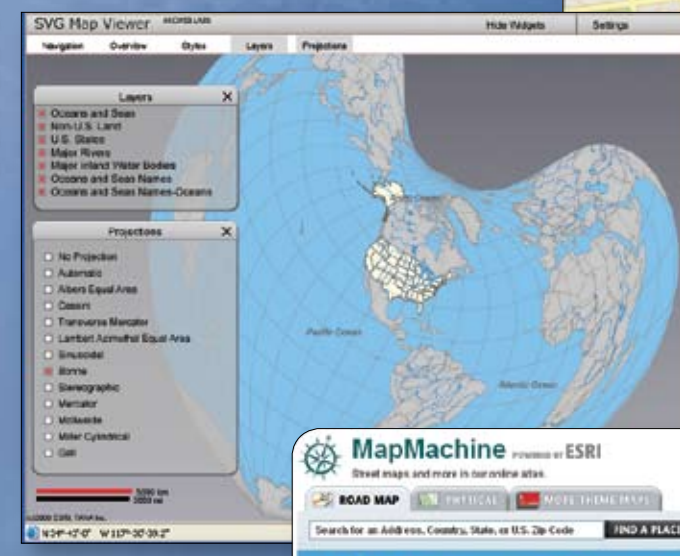 SVG Map Viewer
Hide Widgets Settings
Navigation Overview Styles Layers Projections
Layers X
Oceans and Seas
Non-U.S. Land
U.S. States
Major Rivers
Major inland Water Bodies
Oceans and Seas Names
Oceans and Seas Names-Oceans
Projections X
No Projection
Automatic
Albers Equal Area
Cassini
Transverse Mercator
Lambert Azimuthal Equal Area
Sinusoidal
Bonne
Stereographic
Mercator
Mollweide
Miller Cylindrical
Gall
Pacific Ocean
Atlantic Ocean
MapMachine POWERED BY ESRI
Street maps and more in our online atlas.
ROAD MAP PHYSICAL MORE THEME MAPS
Search for an Address, Country, State, or U.S. Zip Code FIND A PLACE